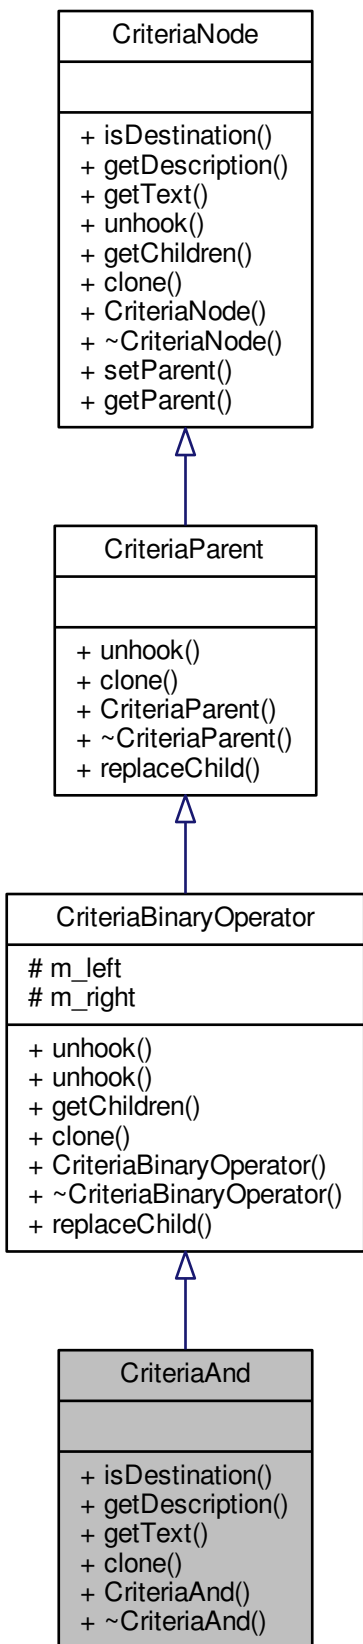 CriteriaNode
+ isDestination()
+ getDescription()
+ getText()
+ unhook()
+ getChildren()
+ clone()
+ CriteriaNode()
+ ~CriteriaNode()
+ setParent()
+ getParent()
CriteriaParent
+ unhook()
+ clone()
+ CriteriaParent()
+ ~CriteriaParent()
+ replaceChild()
CriteriaBinaryOperator
# m_left
# m_right
+ unhook()
+ unhook()
+ getChildren()
+ clone()
+ CriteriaBinaryOperator()
+ ~CriteriaBinaryOperator()
+ replaceChild()
CriteriaAnd
+ isDestination()
+ getDescription()
+ getText()
+ clone()
+ CriteriaAnd()
+ ~CriteriaAnd()